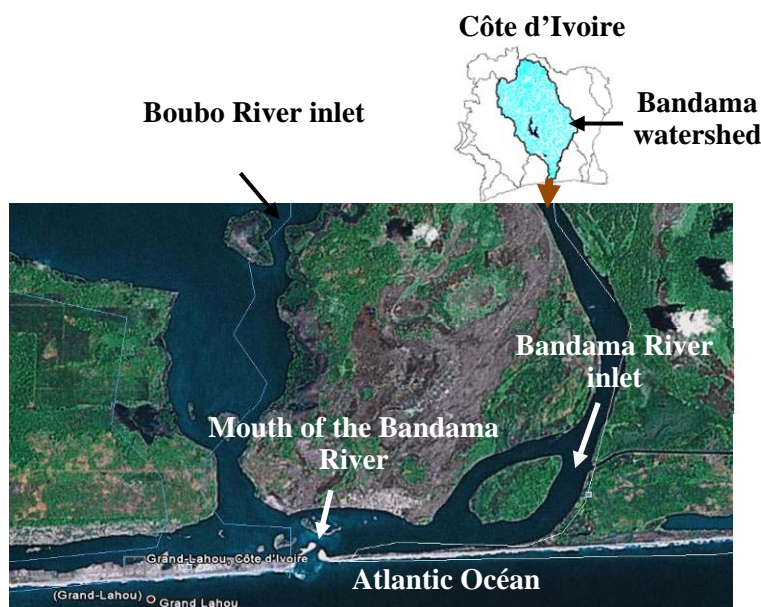 Côte d’Ivoire
Boubo River inlet
Bandama
watershed
Bandama River
inlet
Mouth of the Bandama
River
Grand-Lahou, Côte d'Ivoire
Atlantic Océan
(Grand-Lahou)
Grand Lahou